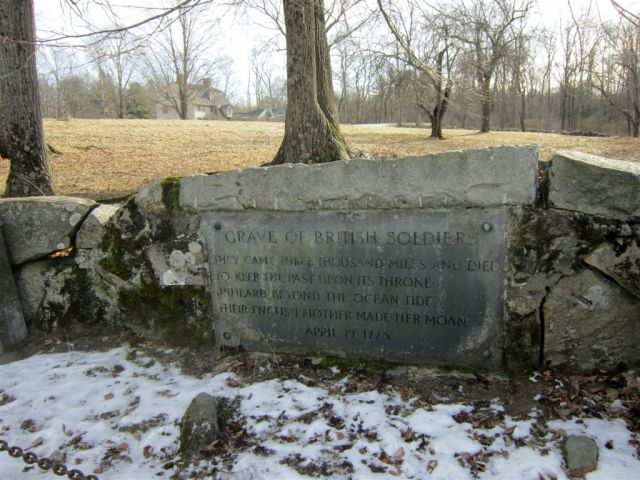 GRAVE OF BRITISH SOLDIERS
THEY CAME THREE THOUSAND MILES AND DIED
TO KEEP THE PAST UPON ITS THRONE
UNHEARD BEYOND THE OCEAN TIDE
THEIR ENGLISH MOTHER MADE HER MOAN
APRIL 19, 1775